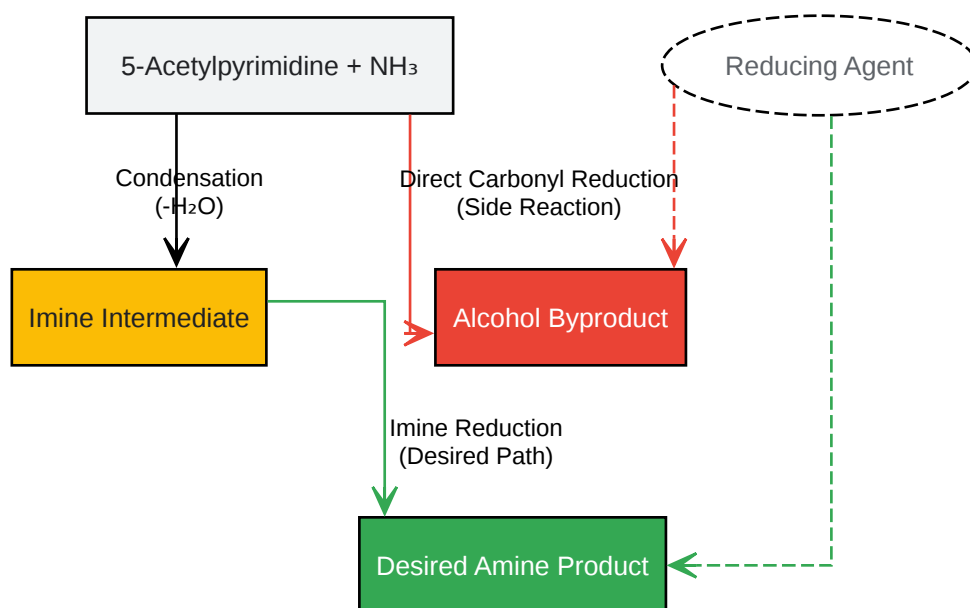 5-Acetylpyrimidine + NH₃
Reducing Agent
Condensation
(-H₂O)
Direct Carbonyl Reduction
(Side Reaction)
Imine Intermediate
Alcohol Byproduct
Imine Reduction
(Desired Path)
Desired Amine Product